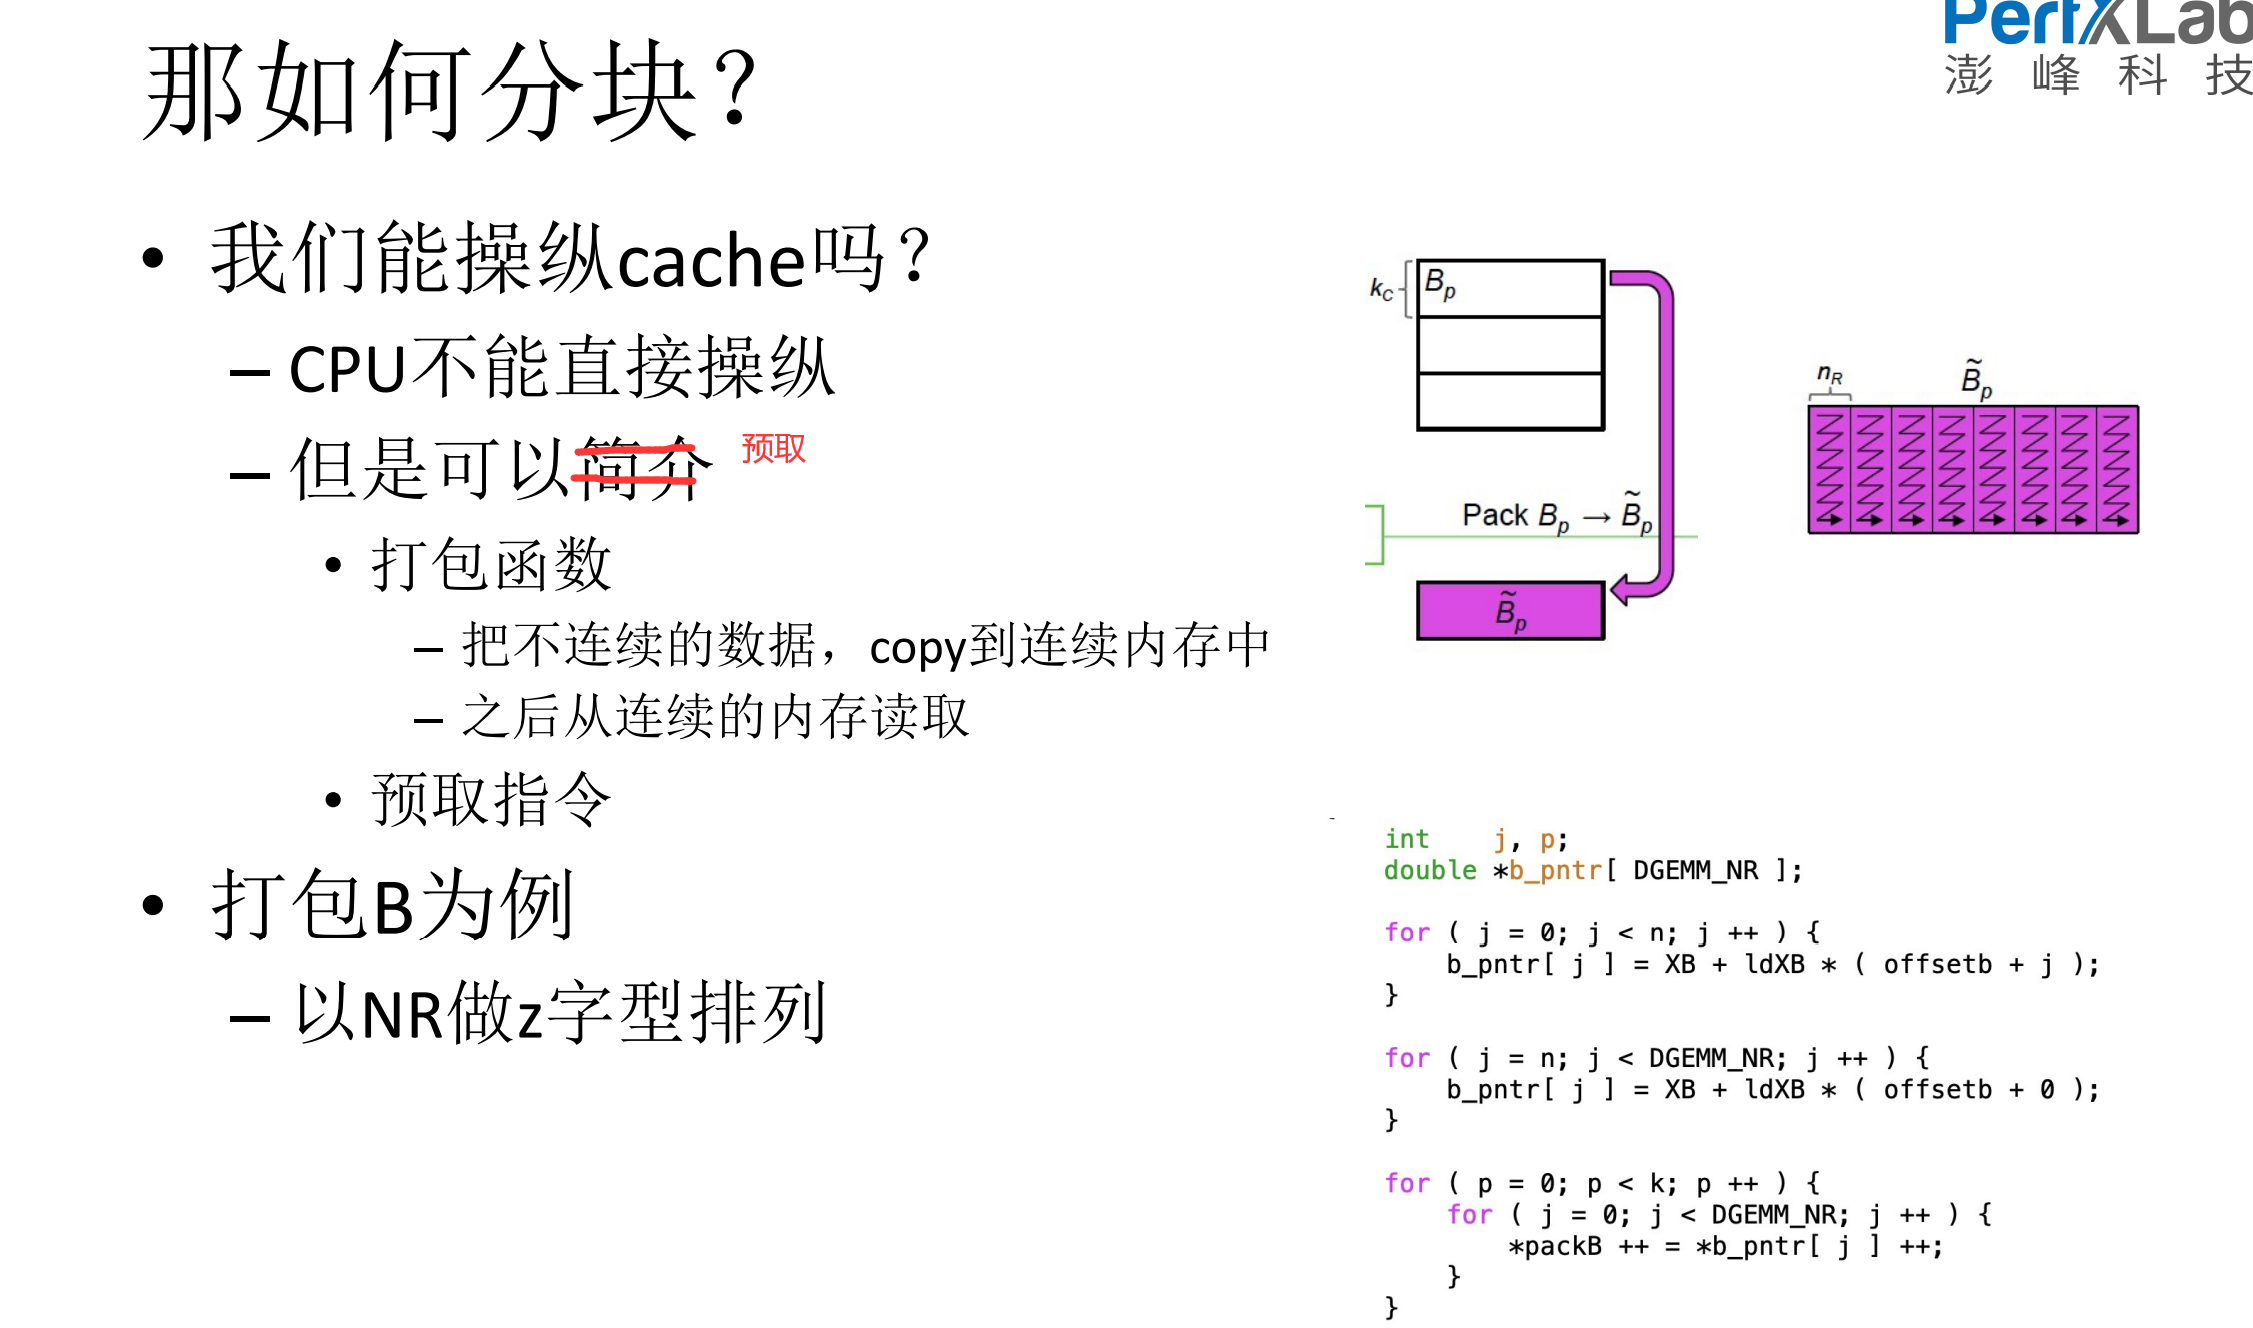 那如何分块？
PerfXLab
澎峰科技
• 我们能操纵cache吗？
– CPU不能直接操纵
– 但是可以简介 预取
• 打包函数
– 把不连续的数据，copy到连续内存中
– 之后从连续的内存读取
• 预取指令
• 打包B为例
– 以NR做z字型排列
k_C B_p
Pack B_p → B̃_p
B̃_p
n_R B̃_p
int    j, p;
double *b_pntr[ DGEMM_NR ];
for ( j = 0; j < n; j ++ ) {
    b_pntr[ j ] = XB + ldXB * ( offsetb + j );
}
for ( j = n; j < DGEMM_NR; j ++ ) {
    b_pntr[ j ] = XB + ldXB * ( offsetb + 0 );
}
for ( p = 0; p < k; p ++ ) {
    for ( j = 0; j < DGEMM_NR; j ++ ) {
        *packB ++ = *b_pntr[ j ] ++;
    }
}